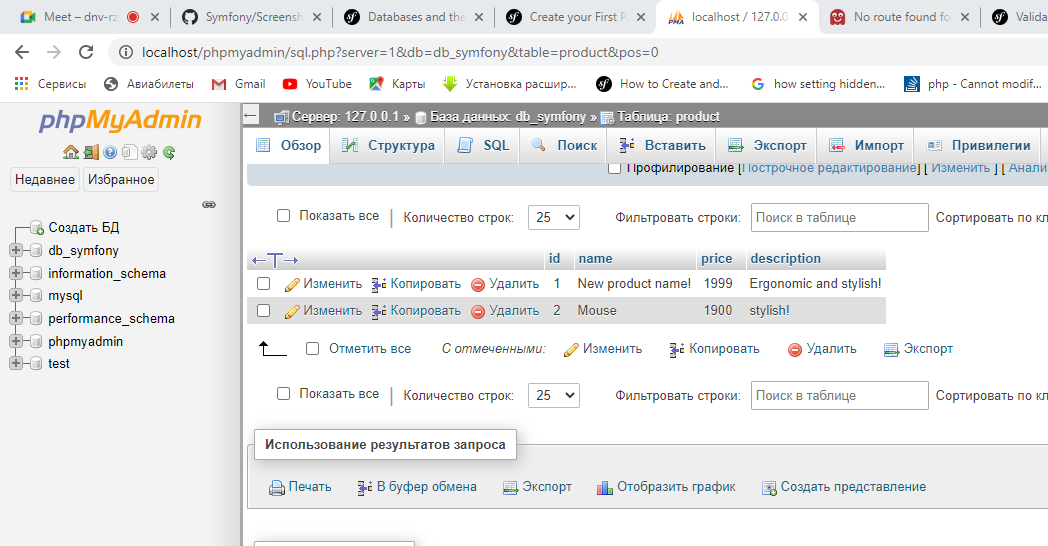 Meet – dnv-rz
Symfony/Screensh
Databases and the
Create your First P
localhost / 127.0.0
No route found fo
Valida
localhost/phpmyadmin/sql.php?server=1&db=db_symfony&table=product&pos=0
Сервисы
Авиабилеты
Gmail
YouTube
Карты
Установка расшир...
How to Create and...
how setting hidden...
php - Cannot modif...
phpMyAdmin
Недавнее
Избранное
Создать БД
db_symfony
information_schema
mysql
performance_schema
phpmyadmin
test
Сервер: 127.0.0.1 » База данных: db_symfony » Таблица: product
Обзор
Структура
SQL
Поиск
Вставить
Экспорт
Импорт
Привилегии
Профилирование [Построчное редактирование] [ Изменить ] [ Анали
Показать все | Количество строк: 25 Фильтровать строки: Поиск в таблице Сортировать по кл
id name price description
Изменить Копировать Удалить 1 New product name! 1999 Ergonomic and stylish!
Изменить Копировать Удалить 2 Mouse 1900 stylish!
Отметить все С отмеченными: Изменить Копировать Удалить Экспорт
Показать все | Количество строк: 25 Фильтровать строки: Поиск в таблице Сортировать по кл
Использование результатов запроса
Печать В буфер обмена Экспорт Отобразить график Создать представление